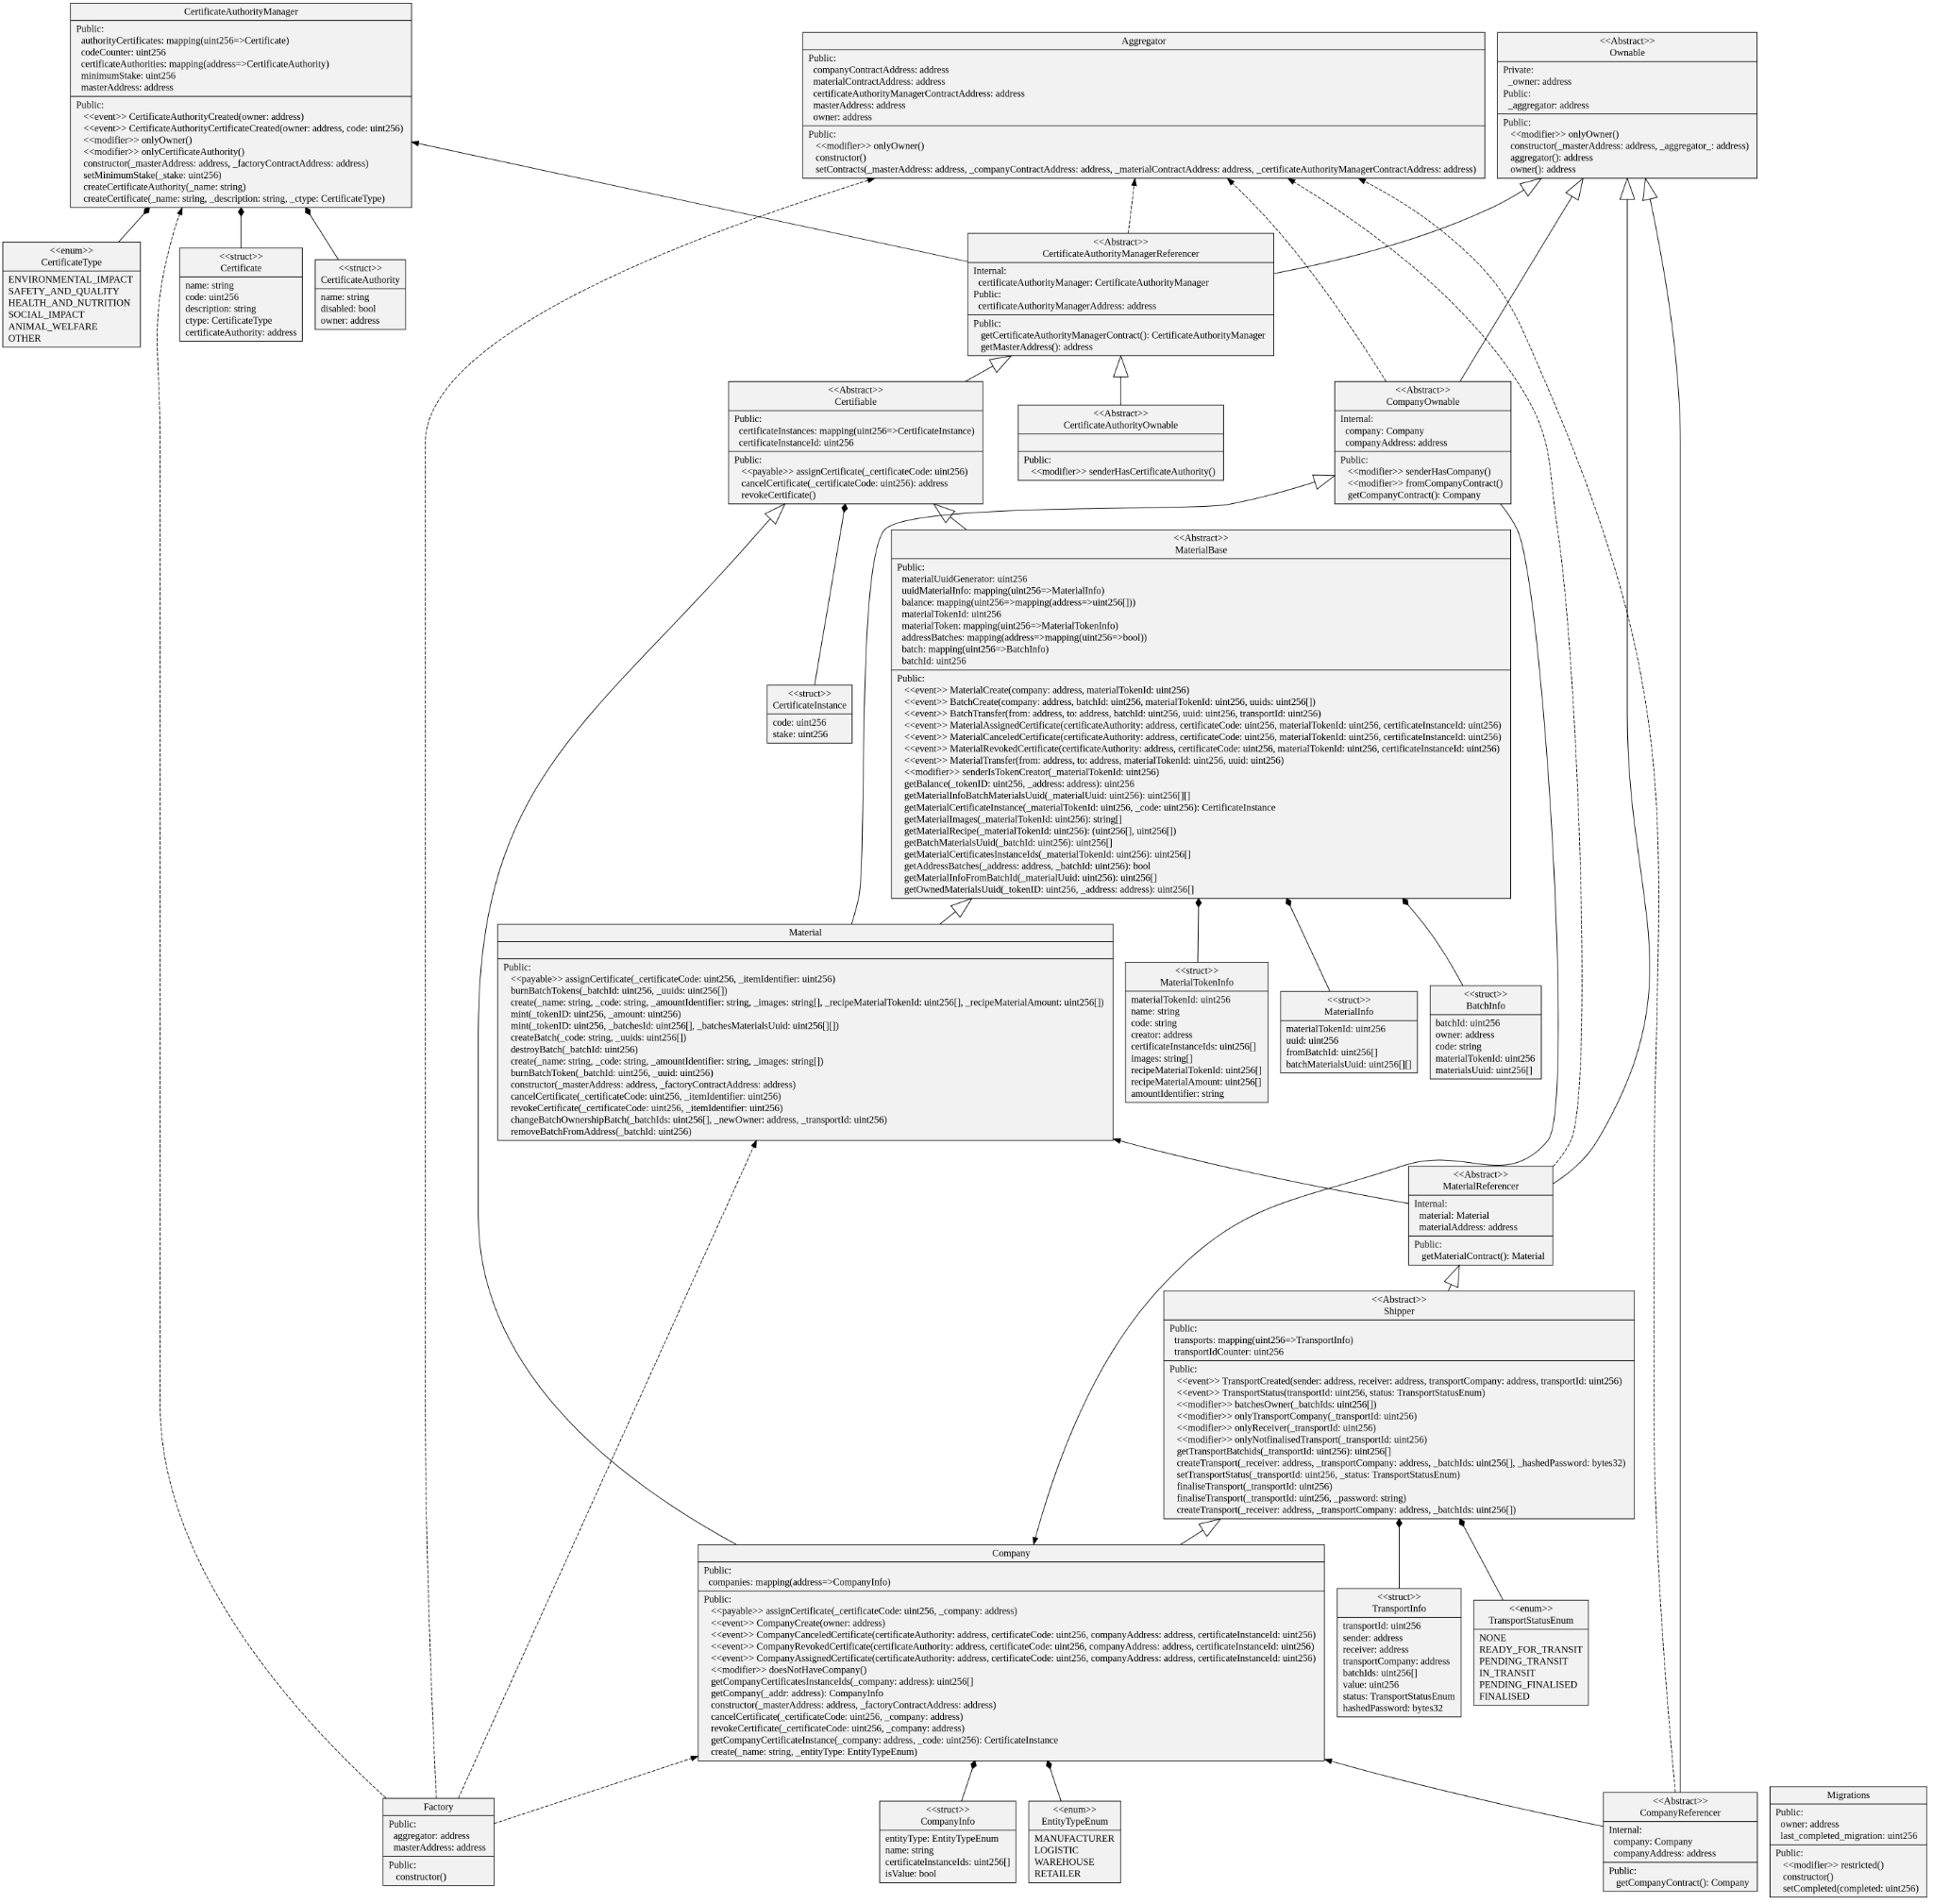 CertificateAuthorityManager
Public:
authorityCertificates: mapping(uint256=>Certificate)
codeCounter: uint256
certificateAuthorities: mapping(address=>CertificateAuthority)
minimumStake: uint256
masterAddress: address
Public:
<<event>> CertificateAuthorityCreated(owner: address)
<<event>> CertificateAuthorityCertificateCreated(owner: address, code: uint256)
<<modifier>> onlyOwner()
<<modifier>> onlyCertificateAuthority()
constructor(_masterAddress: address, _factoryContractAddress: address)
setMinimumStake(_stake: uint256)
createCertificateAuthority(_name: string)
createCertificate(_name: string, _description: string, _ctype: CertificateType)
Aggregator
Public:
companyContractAddress: address
materialContractAddress: address
certificateAuthorityManagerContractAddress: address
masterAddress: address
owner: address
Public:
<<modifier>> onlyOwner()
constructor()
setContracts(_masterAddress: address, _companyContractAddress: address, _materialContractAddress: address, _certificateAuthorityManagerContractAddress: address)
<<Abstract>>
Ownable
Private:
_owner: address
Public:
_aggregator: address
Public:
<<modifier>> onlyOwner()
constructor(_masterAddress: address, _aggregator_: address)
aggregator(): address
owner(): address
<<enum>>
CertificateType
ENVIRONMENTAL_IMPACT
SAFETY_AND_QUALITY
HEALTH_AND_NUTRITION
SOCIAL_IMPACT
ANIMAL_WELFARE
OTHER
<<struct>>
Certificate
name: string
code: uint256
description: string
ctype: CertificateType
certificateAuthority: address
<<struct>>
CertificateAuthority
name: string
disabled: bool
owner: address
<<Abstract>>
CertificateAuthorityManagerReferencer
Internal:
certificateAuthorityManager: CertificateAuthorityManager
Public:
certificateAuthorityManagerAddress: address
Public:
getCertificateAuthorityManagerContract(): CertificateAuthorityManager
getMasterAddress(): address
<<Abstract>>
Certifiable
Public:
certificateInstances: mapping(uint256=>CertificateInstance)
certificateInstanceId: uint256
Public:
<<payable>> assignCertificate(_certificateCode: uint256)
cancelCertificate(_certificateCode: uint256): address
revokeCertificate()
<<Abstract>>
CertificateAuthorityOwnable
Public:
<<modifier>> senderHasCertificateAuthority()
<<Abstract>>
CompanyOwnable
Internal:
company: Company
companyAddress: address
Public:
<<modifier>> senderHasCompany()
<<modifier>> fromCompanyContract()
getCompanyContract(): Company
<<Abstract>>
MaterialBase
Public:
materialUuidGenerator: uint256
uuidMaterialInfo: mapping(uint256=>MaterialInfo)
balance: mapping(uint256=>mapping(address=>uint256[]))
materialTokenId: uint256
materialToken: mapping(uint256=>MaterialTokenInfo)
addressBatches: mapping(address=>mapping(uint256=>bool))
batch: mapping(uint256=>BatchInfo)
batchId: uint256
Public:
<<event>> MaterialCreate(company: address, materialTokenId: uint256)
<<event>> BatchCreate(company: address, batchId: uint256, materialTokenId: uint256, uuids: uint256[])
<<event>> BatchTransfer(from: address, to: address, batchId: uint256, uuid: uint256, transportId: uint256)
<<event>> MaterialAssignedCertificate(certificateAuthority: address, certificateCode: uint256, materialTokenId: uint256, certificateInstanceId: uint256)
<<event>> MaterialCanceledCertificate(certificateAuthority: address, certificateCode: uint256, materialTokenId: uint256, certificateInstanceId: uint256)
<<event>> MaterialRevokedCertificate(certificateAuthority: address, certificateCode: uint256, materialTokenId: uint256, certificateInstanceId: uint256)
<<event>> MaterialTransfer(from: address, to: address, materialTokenId: uint256, uuid: uint256)
<<modifier>> senderIsTokenCreator(_materialTokenId: uint256)
getBalance(_tokenID: uint256, _address: address): uint256
getMaterialInfoBatchMaterialsUuid(_materialUuid: uint256): uint256[][]
getMaterialCertificateInstance(_materialTokenId: uint256, _code: uint256): CertificateInstance
getMaterialImages(_materialTokenId: uint256): string[]
getMaterialRecipe(_materialTokenId: uint256): (uint256[], uint256[])
getBatchMaterialsUuid(_batchId: uint256): uint256[]
getMaterialCertificatesInstanceIds(_materialTokenId: uint256): uint256[]
getAddressBatches(_address: address, _batchId: uint256): bool
getMaterialInfoFromBatchId(_materialUuid: uint256): uint256[]
getOwnedMaterialsUuid(_tokenID: uint256, _address: address): uint256[]
<<struct>>
CertificateInstance
code: uint256
stake: uint256
Material
Public:
<<payable>> assignCertificate(_certificateCode: uint256, _itemIdentifier: uint256)
burnBatchTokens(_batchId: uint256, _uuids: uint256[])
create(_name: string, _code: string, _amountIdentifier: string, _images: string[], _recipeMaterialTokenId: uint256[], _recipeMaterialAmount: uint256[])
mint(_tokenID: uint256, _amount: uint256)
mint(_tokenID: uint256, _batchesId: uint256[], _batchesMaterialsUuid: uint256[][])
createBatch(_code: string, _uuids: uint256[])
destroyBatch(_batchId: uint256)
create(_name: string, _code: string, _amountIdentifier: string, _images: string[])
burnBatchToken(_batchId: uint256, _uuid: uint256)
constructor(_masterAddress: address, _factoryContractAddress: address)
cancelCertificate(_certificateCode: uint256, _itemIdentifier: uint256)
revokeCertificate(_certificateCode: uint256, _itemIdentifier: uint256)
changeBatchOwnershipBatch(_batchIds: uint256[], _newOwner: address, _transportId: uint256)
removeBatchFromAddress(_batchId: uint256)
<<struct>>
MaterialTokenInfo
materialTokenId: uint256
name: string
code: string
creator: address
certificateInstanceIds: uint256[]
images: string[]
recipeMaterialTokenId: uint256[]
recipeMaterialAmount: uint256[]
amountIdentifier: string
<<struct>>
MaterialInfo
materialTokenId: uint256
uuid: uint256
fromBatchId: uint256[]
batchMaterialsUuid: uint256[][]
<<struct>>
BatchInfo
batchId: uint256
owner: address
code: string
materialTokenId: uint256
materialsUuid: uint256[]
<<Abstract>>
MaterialReferencer
Internal:
material: Material
materialAddress: address
Public:
getMaterialContract(): Material
<<Abstract>>
Shipper
Public:
transports: mapping(uint256=>TransportInfo)
transportIdCounter: uint256
Public:
<<event>> TransportCreated(sender: address, receiver: address, transportCompany: address, transportId: uint256)
<<event>> TransportStatus(transportId: uint256, status: TransportStatusEnum)
<<modifier>> batchesOwner(_batchIds: uint256[])
<<modifier>> onlyTransportCompany(_transportId: uint256)
<<modifier>> onlyReceiver(_transportId: uint256)
<<modifier>> onlyNotfinalisedTransport(_transportId: uint256)
getTransportBatchids(_transportId: uint256): uint256[]
createTransport(_receiver: address, _transportCompany: address, _batchIds: uint256[], _hashedPassword: bytes32)
setTransportStatus(_transportId: uint256, _status: TransportStatusEnum)
finaliseTransport(_transportId: uint256)
finaliseTransport(_transportId: uint256, _password: string)
createTransport(_receiver: address, _transportCompany: address, _batchIds: uint256[])
Company
Public:
companies: mapping(address=>CompanyInfo)
Public:
<<payable>> assignCertificate(_certificateCode: uint256, _company: address)
<<event>> CompanyCreate(owner: address)
<<event>> CompanyCanceledCertificate(certificateAuthority: address, certificateCode: uint256, companyAddress: address, certificateInstanceId: uint256)
<<event>> CompanyRevokedCertificate(certificateAuthority: address, certificateCode: uint256, companyAddress: address, certificateInstanceId: uint256)
<<event>> CompanyAssignedCertificate(certificateAuthority: address, certificateCode: uint256, companyAddress: address, certificateInstanceId: uint256)
<<modifier>> doesNotHaveCompany()
getCompanyCertificatesInstanceIds(_company: address): uint256[]
getCompany(_addr: address): CompanyInfo
constructor(_masterAddress: address, _factoryContractAddress: address)
cancelCertificate(_certificateCode: uint256, _company: address)
revokeCertificate(_certificateCode: uint256, _company: address)
getCompanyCertificateInstance(_company: address, _code: uint256): CertificateInstance
create(_name: string, _entityType: EntityTypeEnum)
<<struct>>
TransportInfo
transportId: uint256
sender: address
receiver: address
transportCompany: address
batchIds: uint256[]
value: uint256
status: TransportStatusEnum
hashedPassword: bytes32
<<enum>>
TransportStatusEnum
NONE
READY_FOR_TRANSIT
PENDING_TRANSIT
IN_TRANSIT
PENDING_FINALISED
FINALISED
Factory
Public:
aggregator: address
masterAddress: address
Public:
constructor()
<<struct>>
CompanyInfo
entityType: EntityTypeEnum
name: string
certificateInstanceIds: uint256[]
isValue: bool
<<enum>>
EntityTypeEnum
MANUFACTURER
LOGISTIC
WAREHOUSE
RETAILER
<<Abstract>>
CompanyReferencer
Internal:
company: Company
companyAddress: address
Public:
getCompanyContract(): Company
Migrations
Public:
owner: address
last_completed_migration: uint256
Public:
<<modifier>> restricted()
constructor()
setCompleted(completed: uint256)